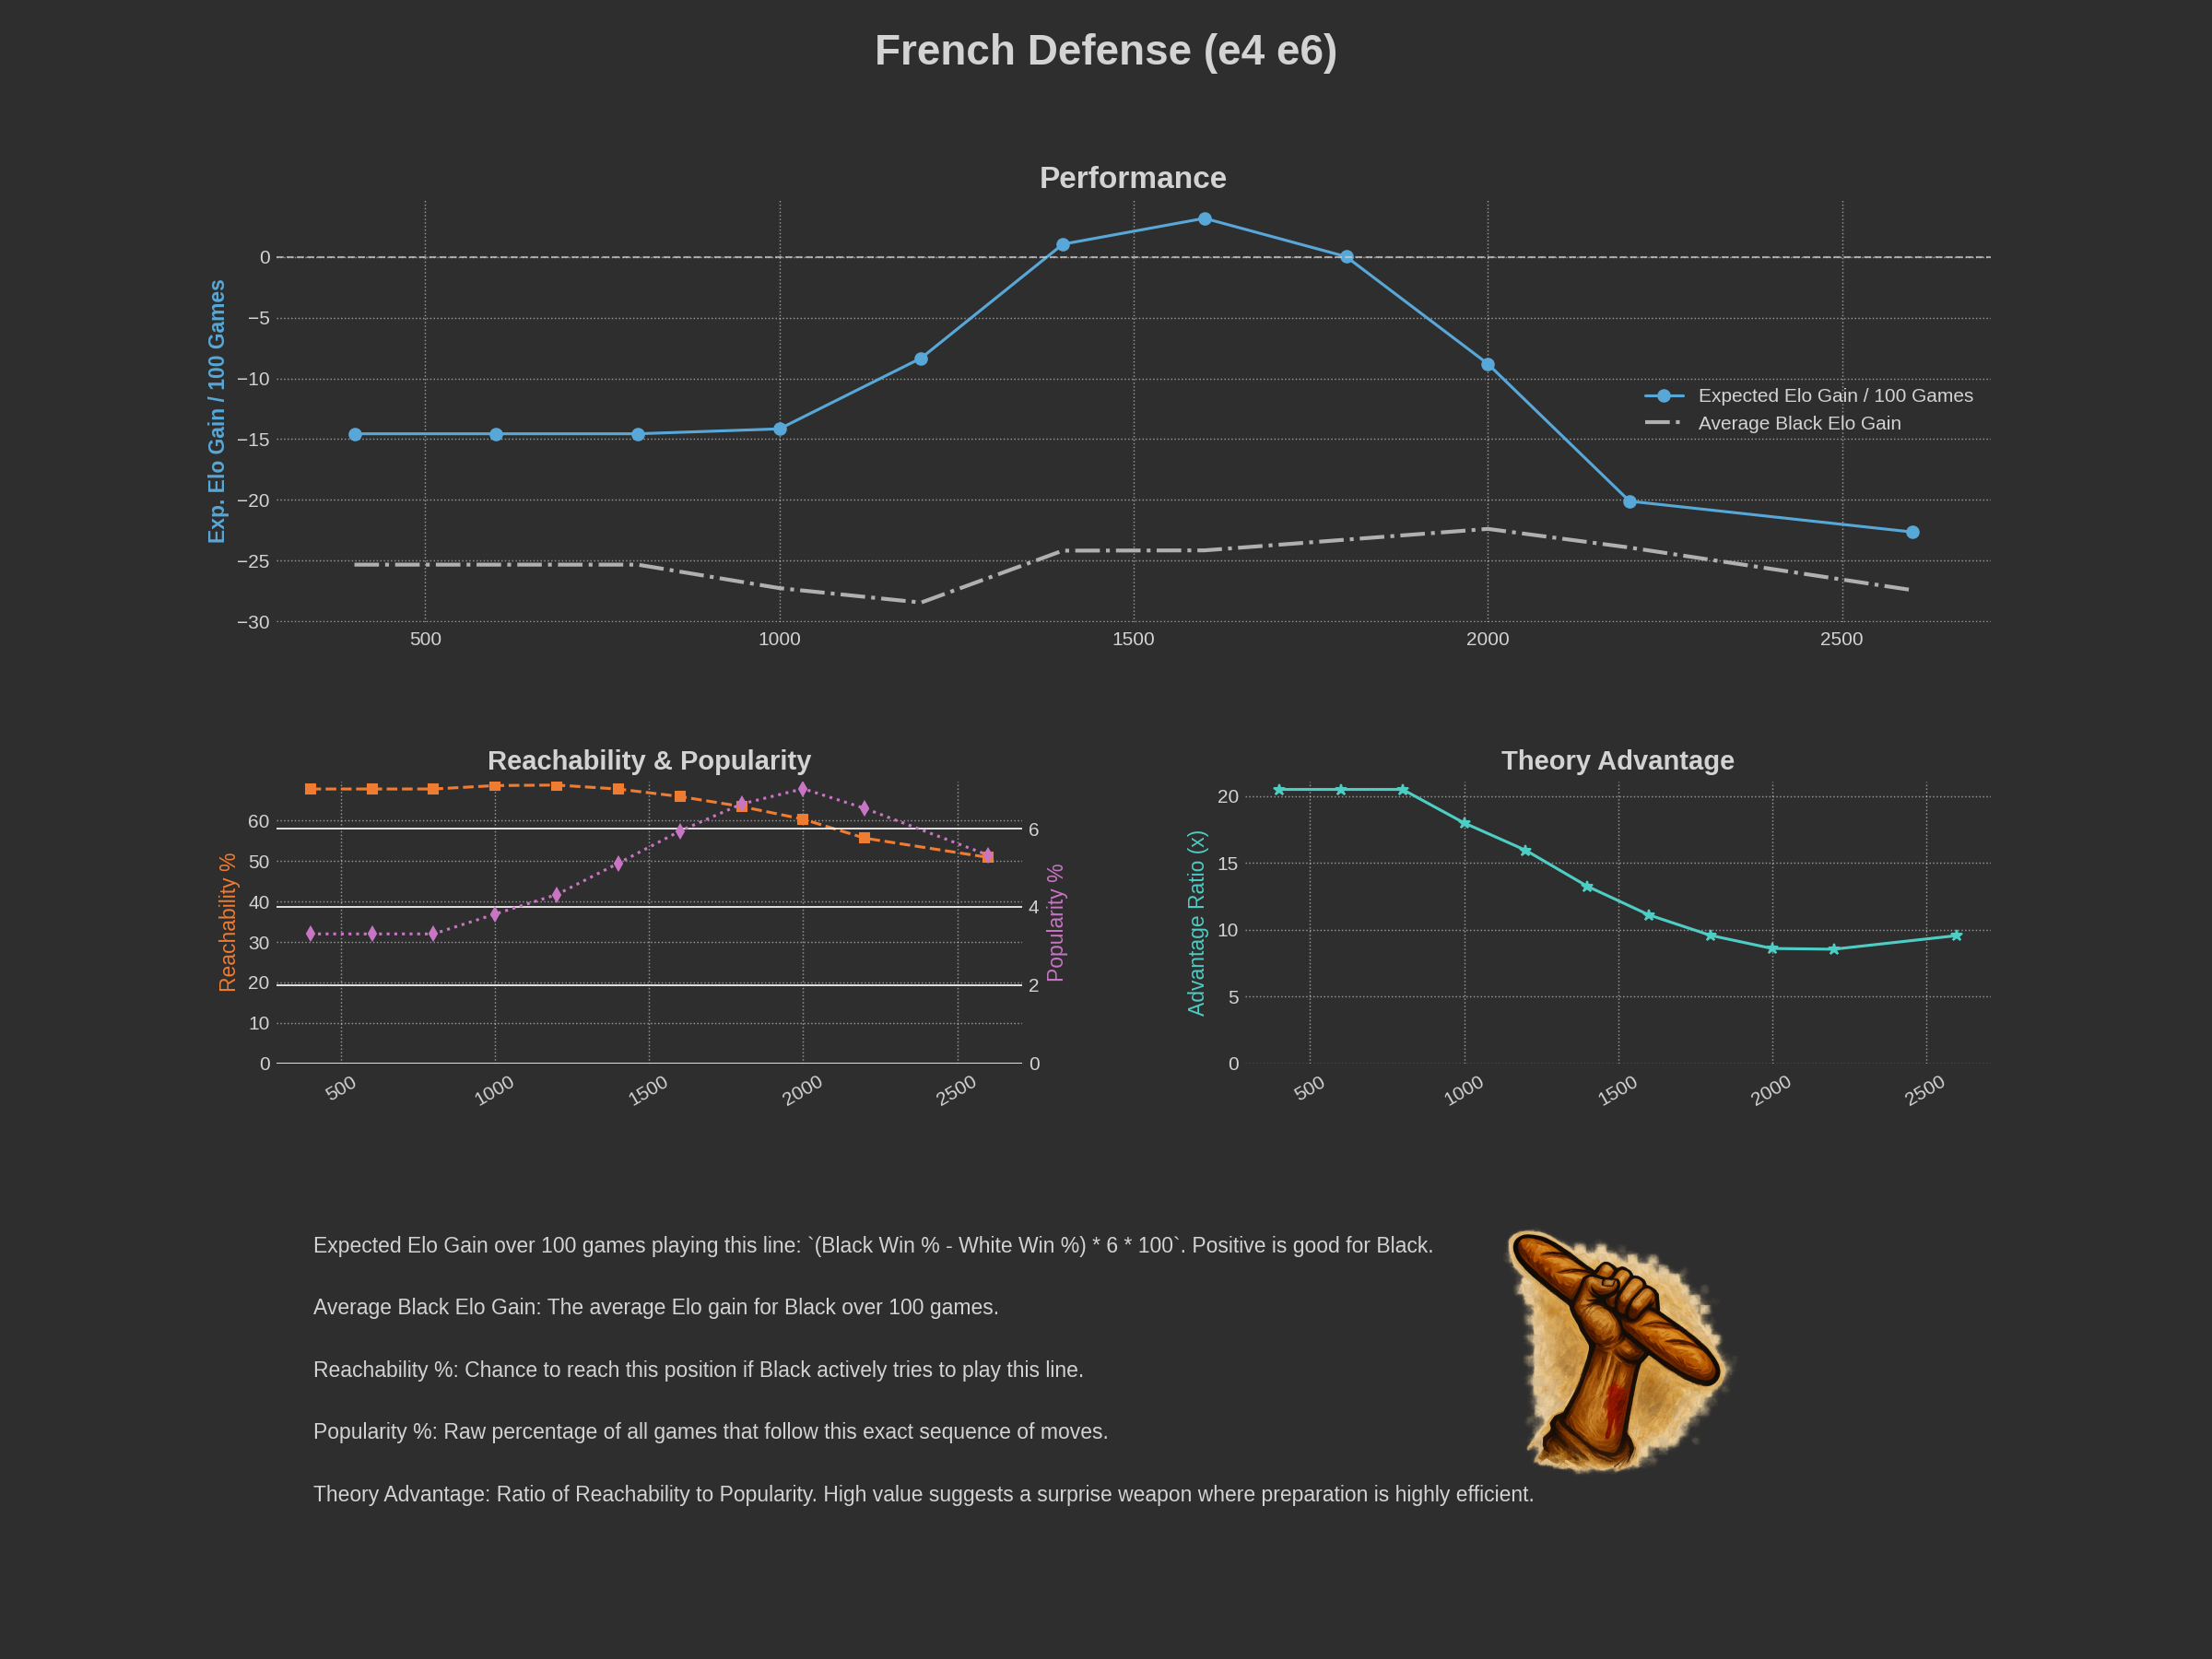 French Defense (e4 e6)
Performance
Exp. Elo Gain / 100 Games
0
−5
−10
−15
−20
−25
−30
500 1000 1500 2000 2500
Expected Elo Gain / 100 Games
Average Black Elo Gain
Reachability & Popularity
Reachability %
60
50
40
30
20
10
0
6
4
2
0
Popularity %
500 1000 1500 2000 2500
Theory Advantage
Advantage Ratio (x)
20
15
10
5
0
500 1000 1500 2000 2500
Expected Elo Gain over 100 games playing this line: `(Black Win % - White Win %) * 6 * 100`. Positive is good for Black.
Average Black Elo Gain: The average Elo gain for Black over 100 games.
Reachability %: Chance to reach this position if Black actively tries to play this line.
Popularity %: Raw percentage of all games that follow this exact sequence of moves.
Theory Advantage: Ratio of Reachability to Popularity. High value suggests a surprise weapon where preparation is highly efficient.